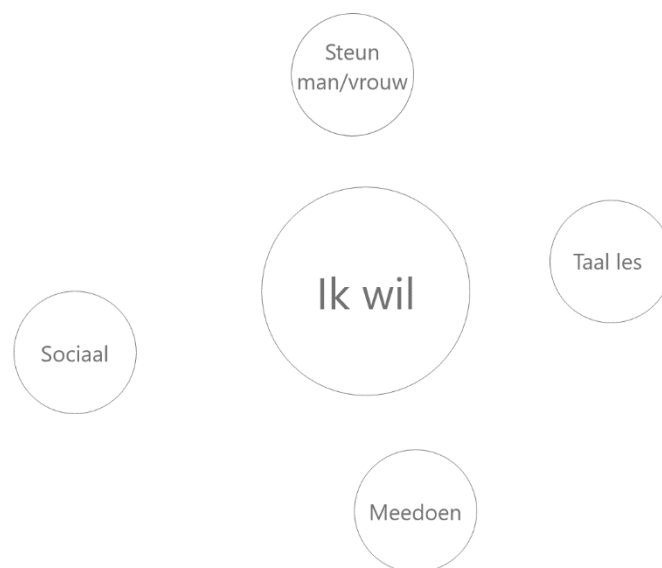 Steun
man/vrouw
Ik wil
Taal les
Sociaal
Meedoen